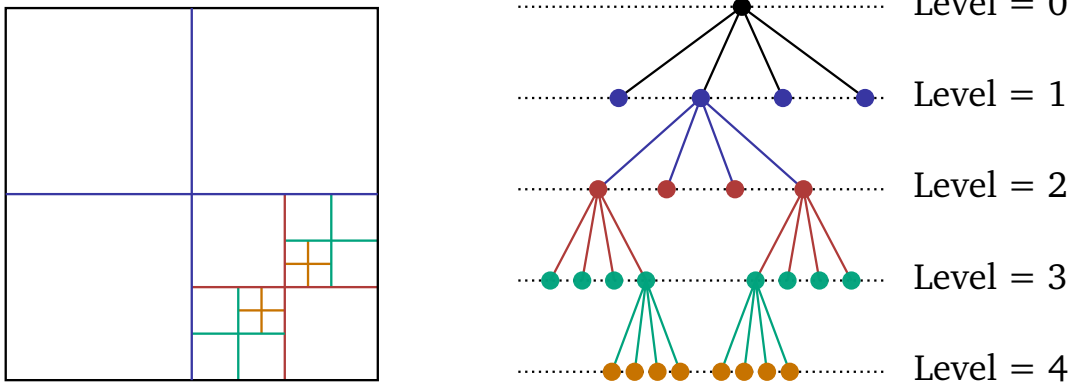 Level = 0
Level = 1
Level = 2
Level = 3
Level = 4